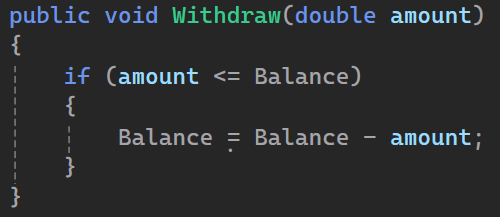 public void Withdraw(double amount)
{
    if (amount <= Balance)
    {
        Balance = Balance - amount;
    }
}